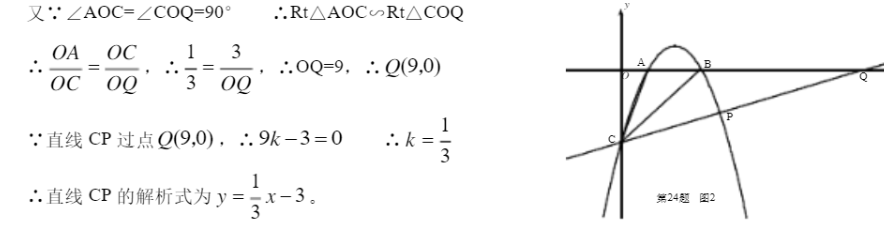 又∵∠AOC=∠COQ=90° ∴Rt△AOC∽Rt△COQ
∴OA/OC=OC/OQ，∴1/3=3/OQ，∴OQ=9，∴Q(9,0)
∵直线 CP 过点Q(9,0)，∴9k−3=0 ∴k=1/3
∴直线 CP 的解析式为y=1/3x−3。
y
A
B
O
Q
P
C
第24题 图2